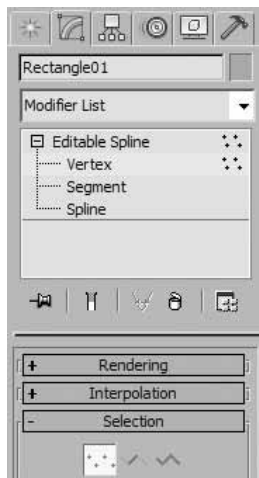 Rectangle01
Modifier List
Editable Spline
Vertex
Segment
Spline
+ Rendering
+ Interpolation
- Selection